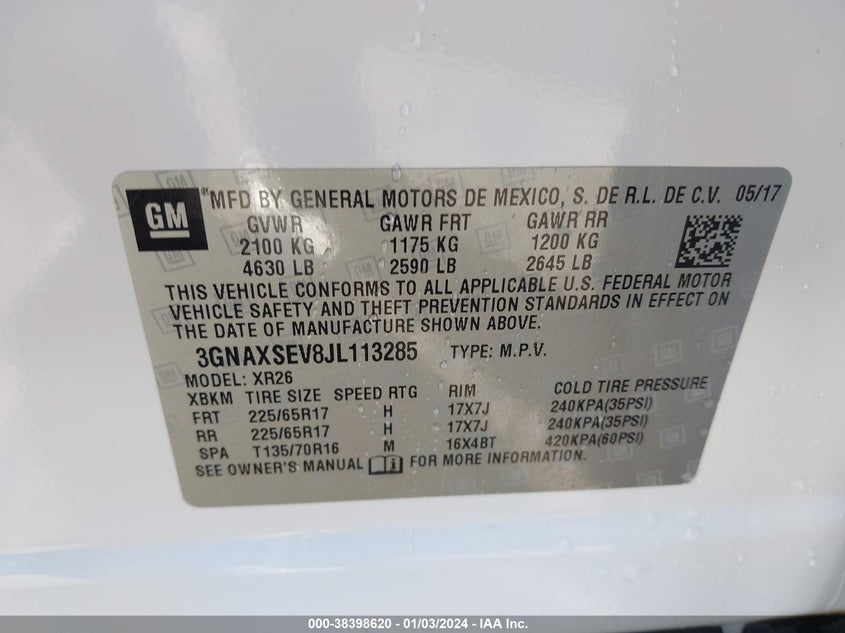 GM
®MFD BY GENERAL MOTORS DE MEXICO, S. DE R.L. DE C.V. 05/17
GVWR GAWR FRT GAWR RR
2100 KG 1175 KG 1200 KG
4630 LB 2590 LB 2645 LB
THIS VEHICLE CONFORMS TO ALL APPLICABLE U.S. FEDERAL MOTOR
VEHICLE SAFETY AND THEFT PREVENTION STANDARDS IN EFFECT ON
THE DATE OF MANUFACTURE SHOWN ABOVE.
3GNAXSEV8JL113285 TYPE: M.P.V.
MODEL: XR26
XBKM TIRE SIZE SPEED RTG RIM COLD TIRE PRESSURE
FRT 225/65R17 H 17X7J 240KPA(35PSI)
RR 225/65R17 H 17X7J 240KPA(35PSI)
SPA T135/70R16 M 16X4BT 420KPA(60PSI)
SEE OWNER'S MANUAL FOR MORE INFORMATION.
000-38398620 - 01/03/2024 - IAA Inc.